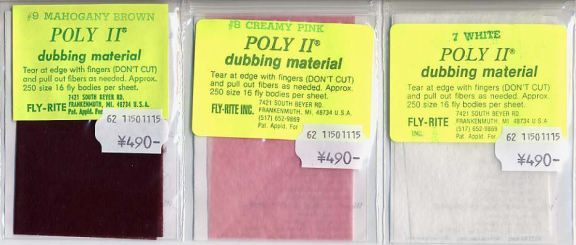 #9 MAHOGANY BROWN
POLY II®
dubbing material
Tear at edge with fingers (DON'T CUT)
and pull out fibers as needed. Approx.
250 size 16 fly bodies per sheet.
FLY-RITE
7421 SOUTH BEYER RD.
FRANKENMUTH, MI. 48734 U.S.A.
Pat. Appld. For
62 1150 1115
¥490-
#8 CREAMY PINK
POLY II®
dubbing material
Tear at edge with fingers (DON'T CUT)
and pull out fibers as needed. Approx.
250 size 16 fly bodies per sheet.
FLY-RITE INC.
7421 SOUTH BEYER RD.
FRANKENMUTH, MI 48734 U.S.A.
(517) 652-9869
Pat. Appld. For
62 1150 1115
¥490-
7 WHITE
POLY II®
dubbing material
Tear at edge with fingers (DON'T CUT)
and pull out fibers as needed. Approx.
250 size 16 fly bodies per sheet.
FLY-RITE
INC.
7421 SOUTH BEYER RD.
FRANKENMUTH, MI. 48734 U.S.A.
Pat. Appld. For
62 1150 1115
¥490-